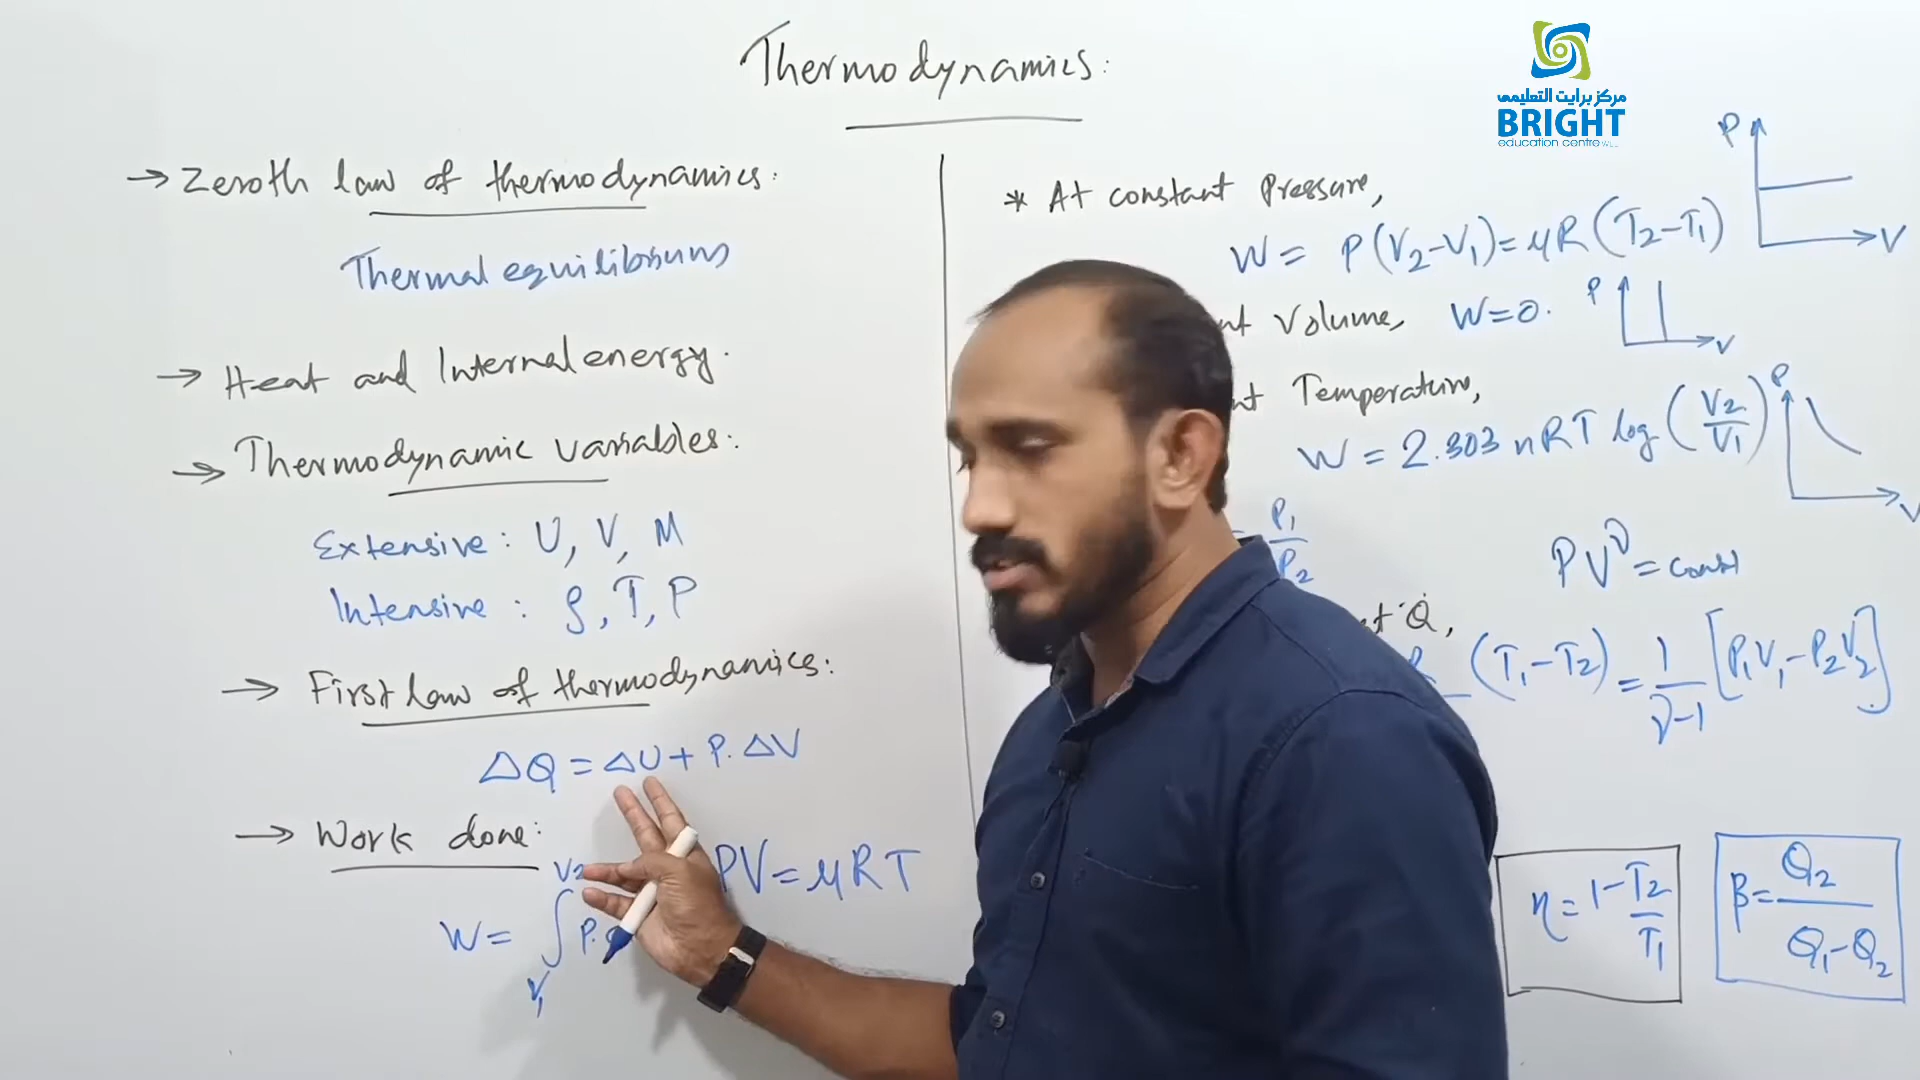 Thermodynamics:
→ Zeroth law of thermodynamics:
Thermal equilibriums
→ Heat and Internal energy.
→ Thermodynamic variables:
Extensive: U, V, M
Intensive: ρ, T, P
→ First law of thermodynamics:
ΔQ = ΔU + P.ΔV
→ Work done:
W = ∫ V₁ V₂ P.
PV = μRT
مركز برايت التعليمي
BRIGHT
education centre W.L.L
* At constant Pressure,
W = P(V₂-V₁) = μR(T₂-T₁)
P
V
Volume, W=0.
P
V
Temperature,
W = 2.303 nRT log (V₂/V₁)
P
V
= P₁/P₂
PV^γ = const
Q,
(T₁-T₂) = 1/(γ-1) [P₁V₁-P₂V₂]
η = 1-T₂/T₁
β = Q₂/(Q₁-Q₂)